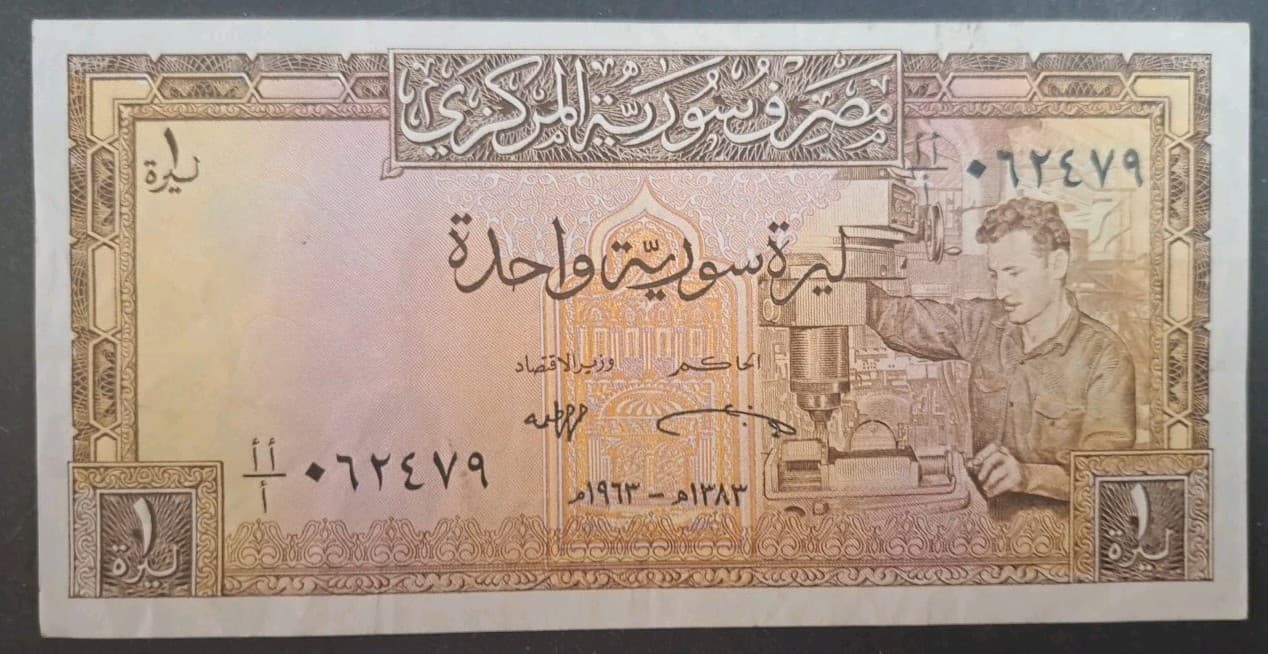 مصرف سورية المركزي
١ ليرة
أأ/أ ٠٦٢٤٧٩
ليرة سورية واحدة
الحاكم وزير الاقتصاد
أأ/أ ٠٦٢٤٧٩
١٣٨٣ﻫ - ١٩٦٣م
١ ليرة
١ ليرة